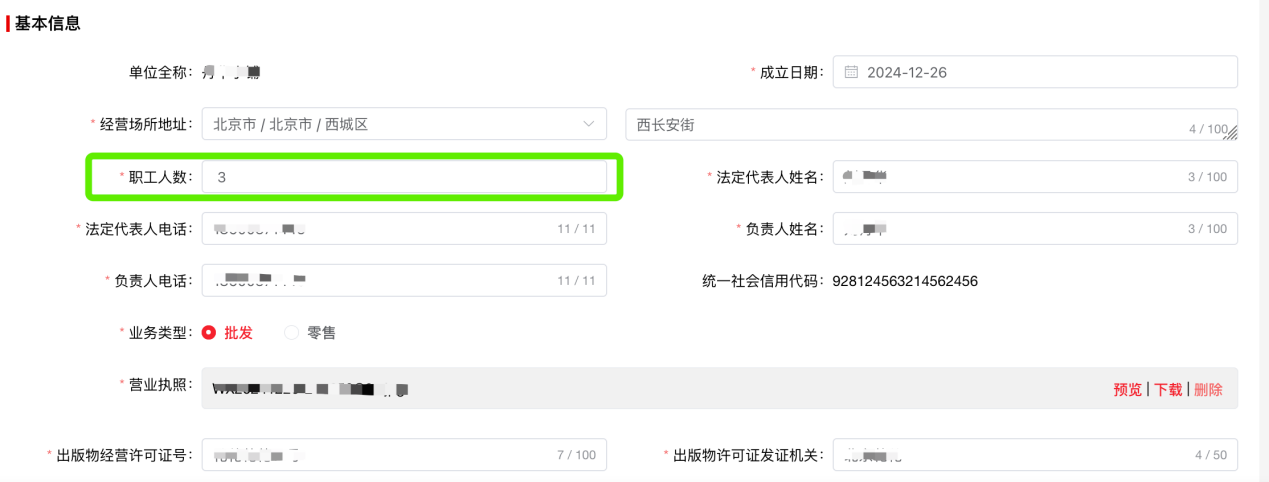 基本信息
单位全称：
* 成立日期： 2024-12-26
* 经营场所地址： 北京市 / 北京市 / 西城区 西长安街 4 / 100
* 职工人数： 3 * 法定代表人姓名： 3 / 100
* 法定代表人电话： 11 / 11 * 负责人姓名： 3 / 100
* 负责人电话： 11 / 11 统一社会信用代码：928124563214562456
* 业务类型： 批发 零售
* 营业执照： 预览 | 下载 | 删除
* 出版物经营许可证号： 7 / 100 * 出版物许可证发证机关： 4 / 50